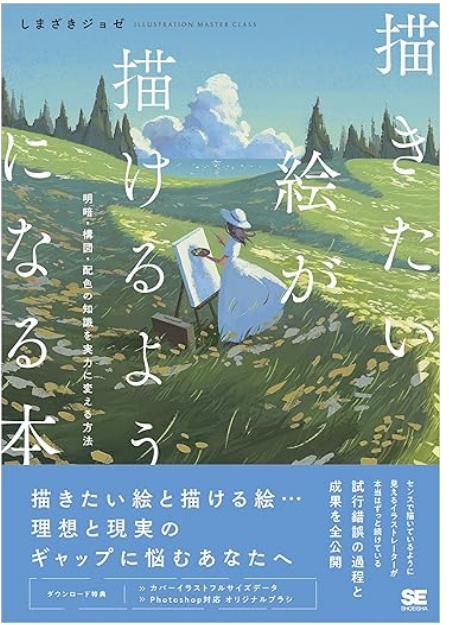 しまざきジョゼ ILLUSTRATION MASTER CLASS
描きたい
絵が
描けるよう
になる本
明暗・構図・配色の知識を実力に変える方法
センスで描いているように
見えるイラストレーターが
本当はずっと続けている
試行錯誤の過程と
成果を全公開
描きたい絵と描ける絵…
理想と現実の
ギャップに悩むあなたへ
ダウンロード特典
>> カバーイラストフルサイズデータ
>> Photoshop対応 オリジナルブラシ
SE
SHOEISHA